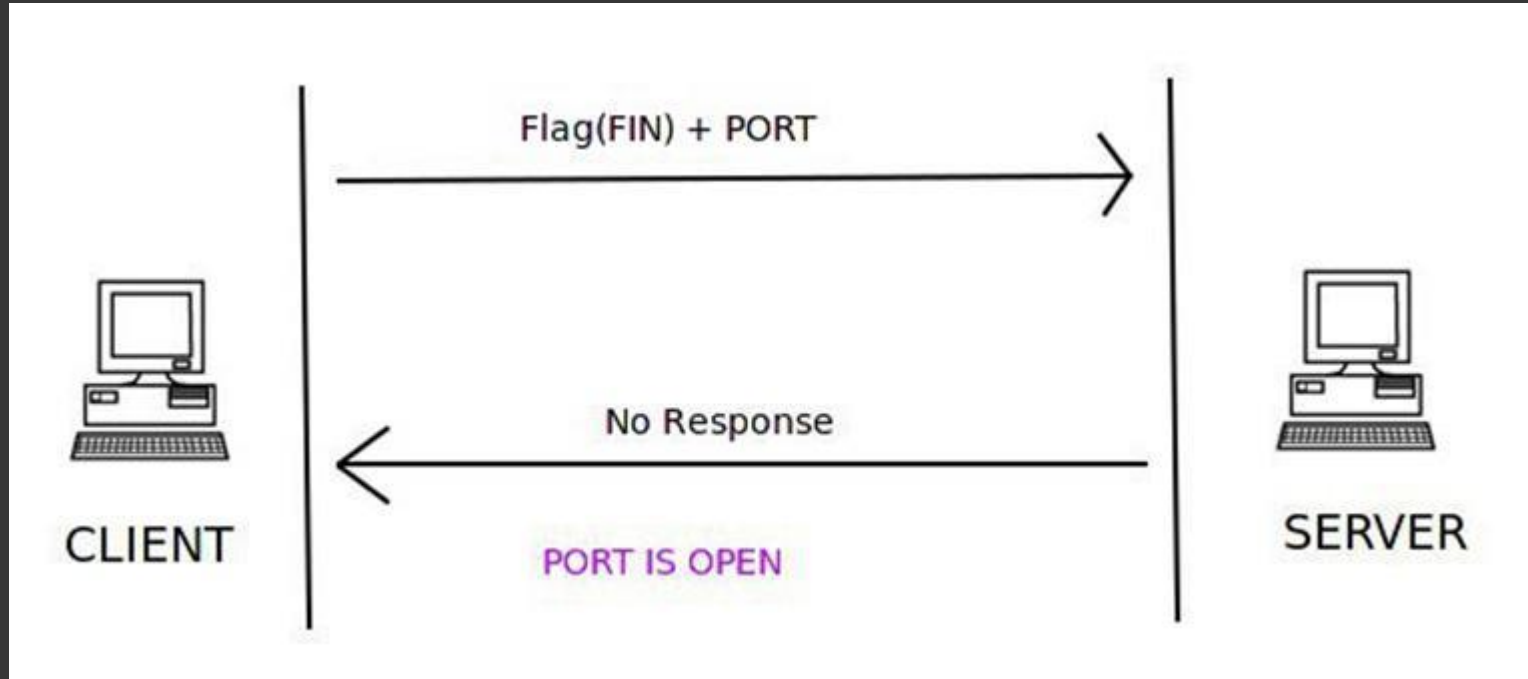 Flag(FIN) + PORT
No Response
CLIENT
SERVER
PORT IS OPEN